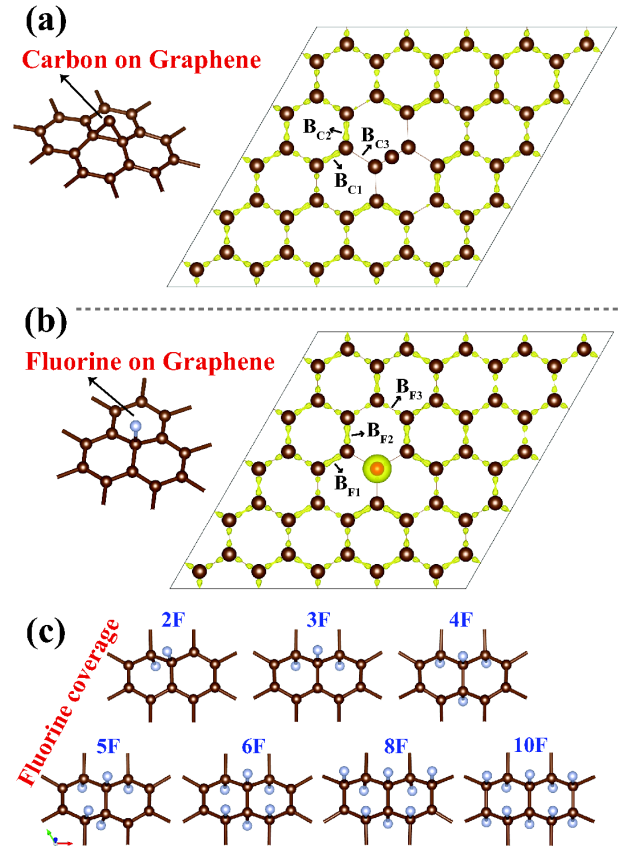 (a)
Carbon on Graphene
B_C2
B_C3
B_C1
(b)
Fluorine on Graphene
B_F3
B_F2
B_F1
(c)
Fluorine coverage
2F 3F 4F
5F 6F 8F 10F